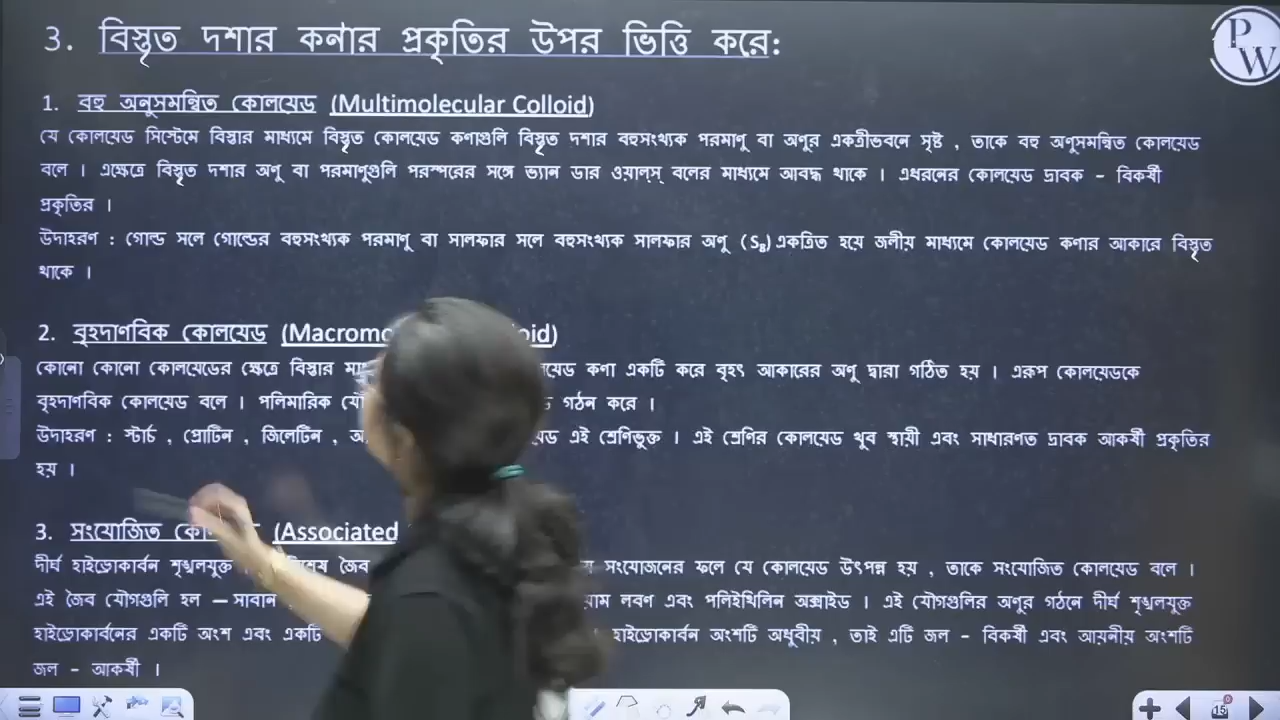 3. বিস্তৃত দশার কণার প্রকৃতির উপর ভিত্তি করে:
PW
1. বহু অনুসমন্বিত কোলয়েড (Multimolecular Colloid)
যে কোলয়েড সিস্টেমে বিস্তার মাধ্যমে বিস্তৃত কোলয়েড কণাগুলি বিস্তৃত দশার বহুসংখ্যক পরমাণু বা অণুর একত্রীভবনে সৃষ্ট , তাকে বহু অণুসমন্বিত কোলয়েড
বলে । এক্ষেত্রে বিস্তৃত দশার অণু বা পরমাণুগুলি পরস্পরের সঙ্গে ভ্যান ডার ওয়াল্‌স্‌ বলের মাধ্যমে আবদ্ধ থাকে । এধরনের কোলয়েড দ্রাবক – বিকর্ষী
প্রকৃতির ।
উদাহরণ : গোল্ড সলে গোল্ডের বহুসংখ্যক পরমাণু বা সালফার সলে বহুসংখ্যক সালফার অণু (S₈) একত্রিত হয়ে জলীয় মাধ্যমে কোলয়েড কণার আকারে বিস্তৃত
থাকে ।
2. বৃহদাণবিক কোলয়েড (Macromo oid)
কোনো কোনো কোলয়েডের ক্ষেত্রে বিস্তার মা য়েড কণা একটি করে বৃহৎ আকারের অণু দ্বারা গঠিত হয় । এরূপ কোলয়েডকে
বৃহদাণবিক কোলয়েড বলে । পলিমারিক যৌ গঠন করে ।
উদাহরণ : স্টার্চ , প্রোটিন , জিলেটিন , অ য়েড এই শ্রেণিভুক্ত । এই শ্রেণির কোলয়েড খুব স্থায়ী এবং সাধারণত দ্রাবক আকর্ষী প্রকৃতির
হয় ।
3. সংযোজিত কো (Associated
দীর্ঘ হাইড্রোকার্বন শৃঙ্খলযুক্ত জৈব সংযোজনের ফলে যে কোলয়েড উৎপন্ন হয় , তাকে সংযোজিত কোলয়েড বলে ।
এই জৈব যৌগগুলি হল – সাবান য়াম লবণ এবং পলিইথিলিন অক্সাইড । এই যৌগগুলির অণুর গঠনে দীর্ঘ শৃঙ্খলযুক্ত
হাইড্রোকার্বনের একটি অংশ এবং একটি হাইড্রোকার্বন অংশটি অধ্রুবীয় , তাই এটি জল – বিকর্ষী এবং আয়নীয় অংশটি
জল – আকর্ষী ।
15